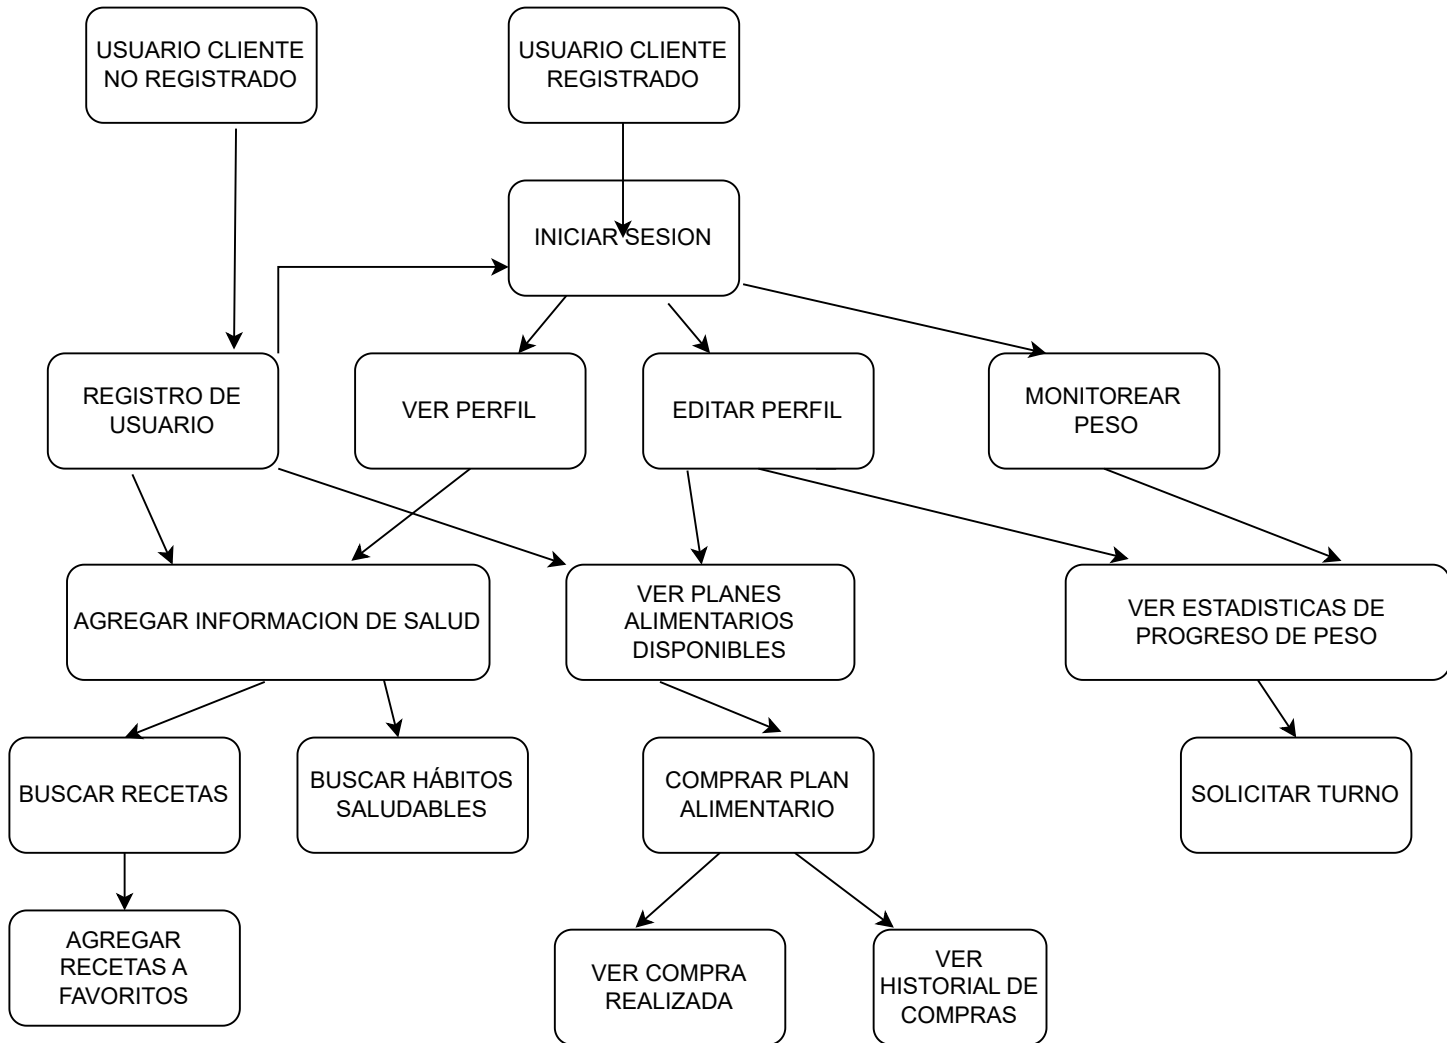 USUARIO CLIENTE
NO REGISTRADO
USUARIO CLIENTE
REGISTRADO
INICIAR SESION
REGISTRO DE
USUARIO
VER PERFIL
EDITAR PERFIL
MONITOREAR
PESO
AGREGAR INFORMACION DE SALUD
VER PLANES
ALIMENTARIOS
DISPONIBLES
VER ESTADISTICAS DE
PROGRESO DE PESO
BUSCAR RECETAS
BUSCAR HÁBITOS
SALUDABLES
COMPRAR PLAN
ALIMENTARIO
SOLICITAR TURNO
AGREGAR
RECETAS A
FAVORITOS
VER COMPRA
REALIZADA
VER
HISTORIAL DE
COMPRAS